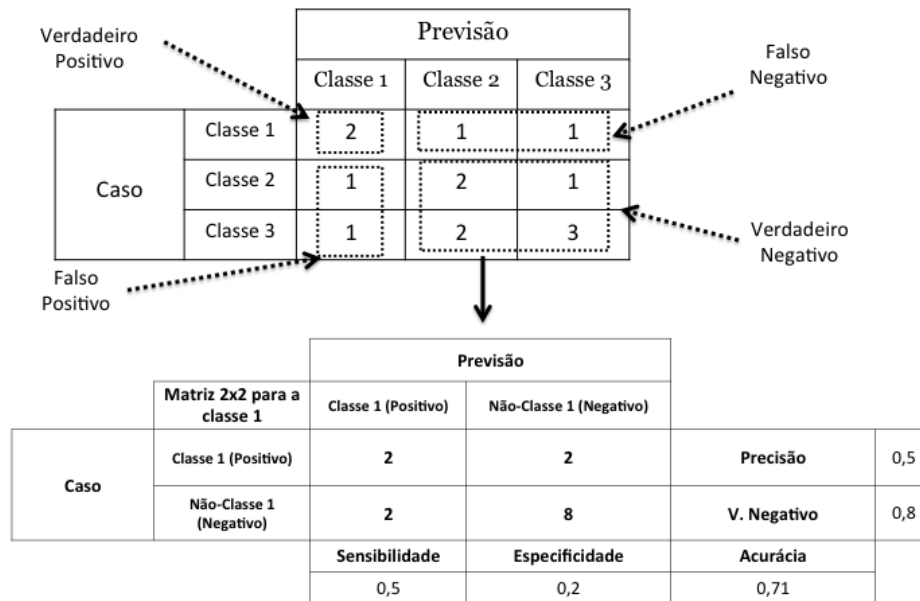 Verdadeiro
Positivo
Previsão
Falso
Negativo
Classe 1 Classe 2 Classe 3
Caso
Classe 1 2 1 1
Classe 2 1 2 1
Classe 3 1 2 3
Verdadeiro
Negativo
Falso
Positivo
Previsão
Matriz 2x2 para a
classe 1
Classe 1 (Positivo) Não-Classe 1 (Negativo)
Caso
Classe 1 (Positivo) 2 2 Precisão 0,5
Não-Classe 1
(Negativo)
2 8 V. Negativo 0,8
Sensibilidade Especificidade Acurácia
0,5 0,2 0,71